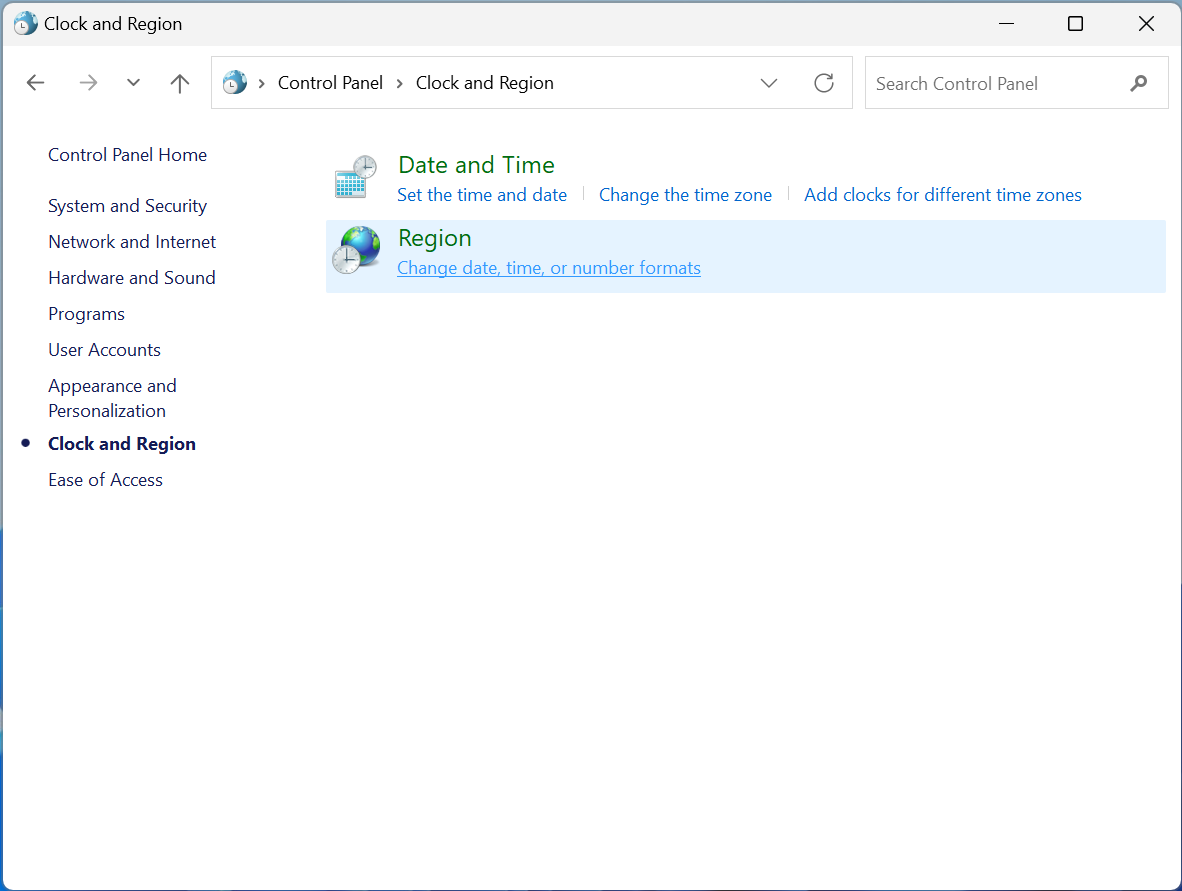 Clock and Region
Control Panel › Clock and Region
Search Control Panel
Control Panel Home
System and Security
Network and Internet
Hardware and Sound
Programs
User Accounts
Appearance and
Personalization
Clock and Region
Ease of Access
Date and Time
Set the time and date | Change the time zone | Add clocks for different time zones
Region
Change date, time, or number formats